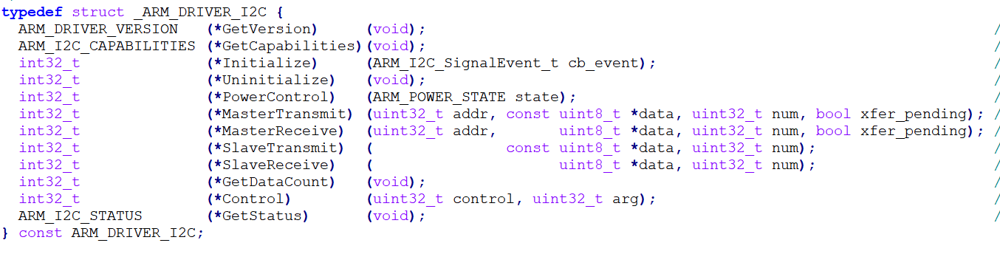 typedef struct _ARM_DRIVER_I2C {
  ARM_DRIVER_VERSION   (*GetVersion)     (void);                                                                /
  ARM_I2C_CAPABILITIES (*GetCapabilities)(void);                                                                /
  int32_t              (*Initialize)     (ARM_I2C_SignalEvent_t cb_event);                                      /
  int32_t              (*Uninitialize)   (void);                                                                /
  int32_t              (*PowerControl)   (ARM_POWER_STATE state);                                               /
  int32_t              (*MasterTransmit) (uint32_t addr, const uint8_t *data, uint32_t num, bool xfer_pending); /
  int32_t              (*MasterReceive)  (uint32_t addr,       uint8_t *data, uint32_t num, bool xfer_pending); /
  int32_t              (*SlaveTransmit)  (               const uint8_t *data, uint32_t num);                    /
  int32_t              (*SlaveReceive)   (                     uint8_t *data, uint32_t num);                    /
  int32_t              (*GetDataCount)   (void);                                                                /
  int32_t              (*Control)        (uint32_t control, uint32_t arg);                                      /
  ARM_I2C_STATUS       (*GetStatus)      (void);                                                                /
} const ARM_DRIVER_I2C;